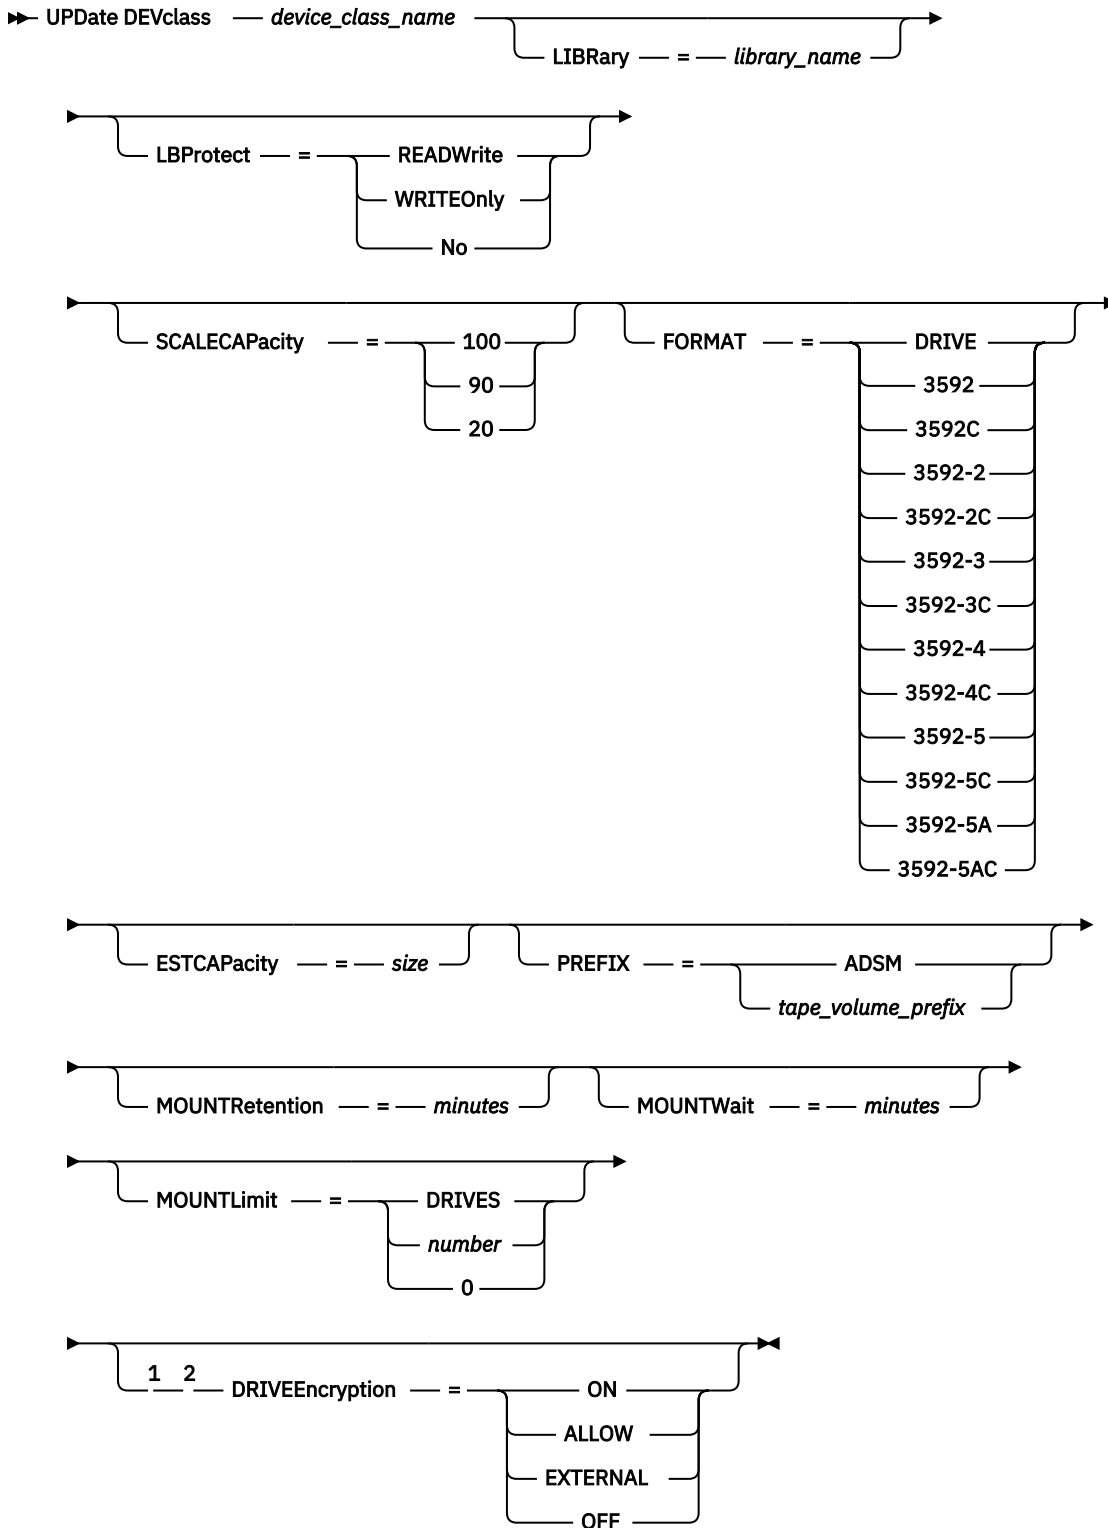 UPDate DEVclass device_class_name
LIBRary = library_name
LBProtect = READWrite
WRITEOnly
No
SCALECAPacity = 100 FORMAT = DRIVE
90 3592
20 3592C
3592-2
3592-2C
3592-3
3592-3C
3592-4
3592-4C
3592-5
3592-5C
3592-5A
3592-5AC
ESTCAPacity = size PREFIX = ADSM
tape_volume_prefix
MOUNTRetention = minutes MOUNTWait = minutes
MOUNTLimit = DRIVES
number
0
1 2 DRIVEEncryption = ON
ALLOW
EXTERNAL
OFF